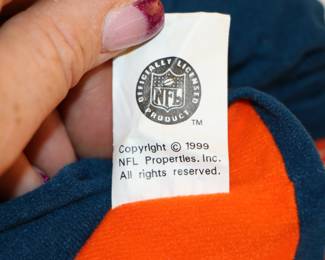 OFFICIALLY LICENSED
NFL
PRODUCT
TM
Copyright © 1999
NFL Properties. Inc.
All rights reserved.